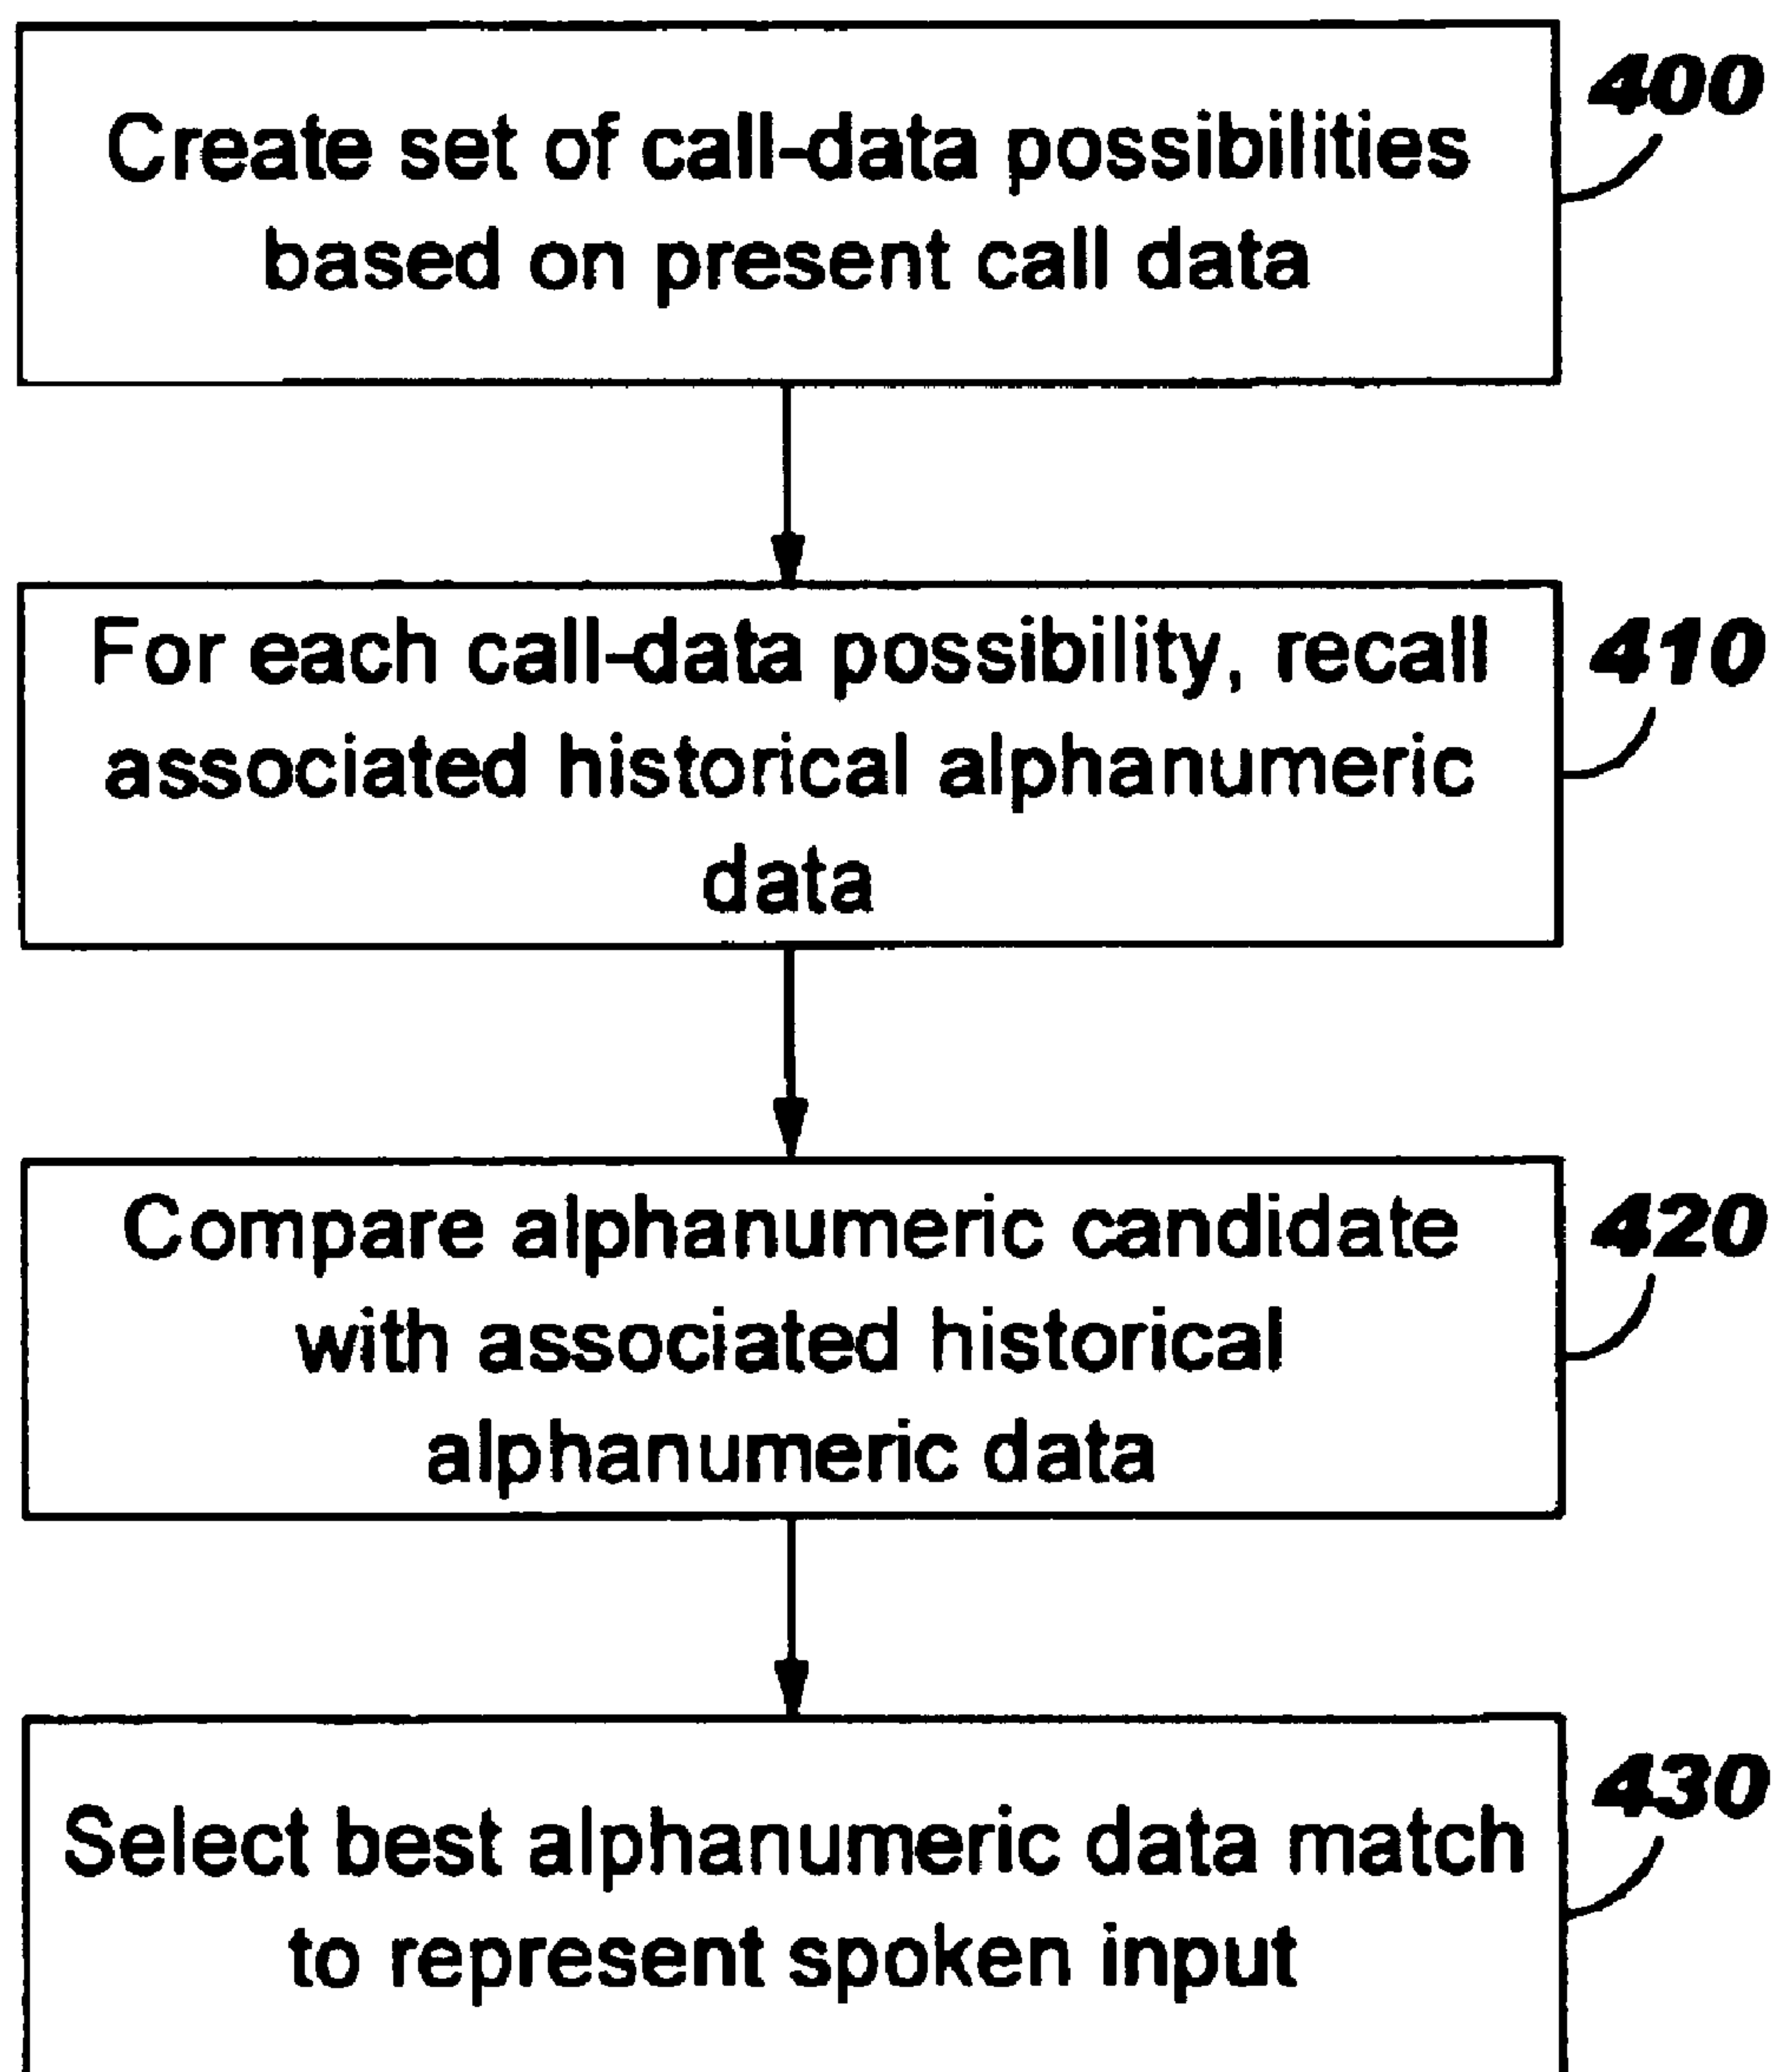 400
Create set of call-data possibilities
based on present call data
410
For each call-data possibility, recall
associated historical alphanumeric
data
420
Compare alphanumeric candidate
with associated historical
alphanumeric data
430
Select best alphanumeric data match
to represent spoken input